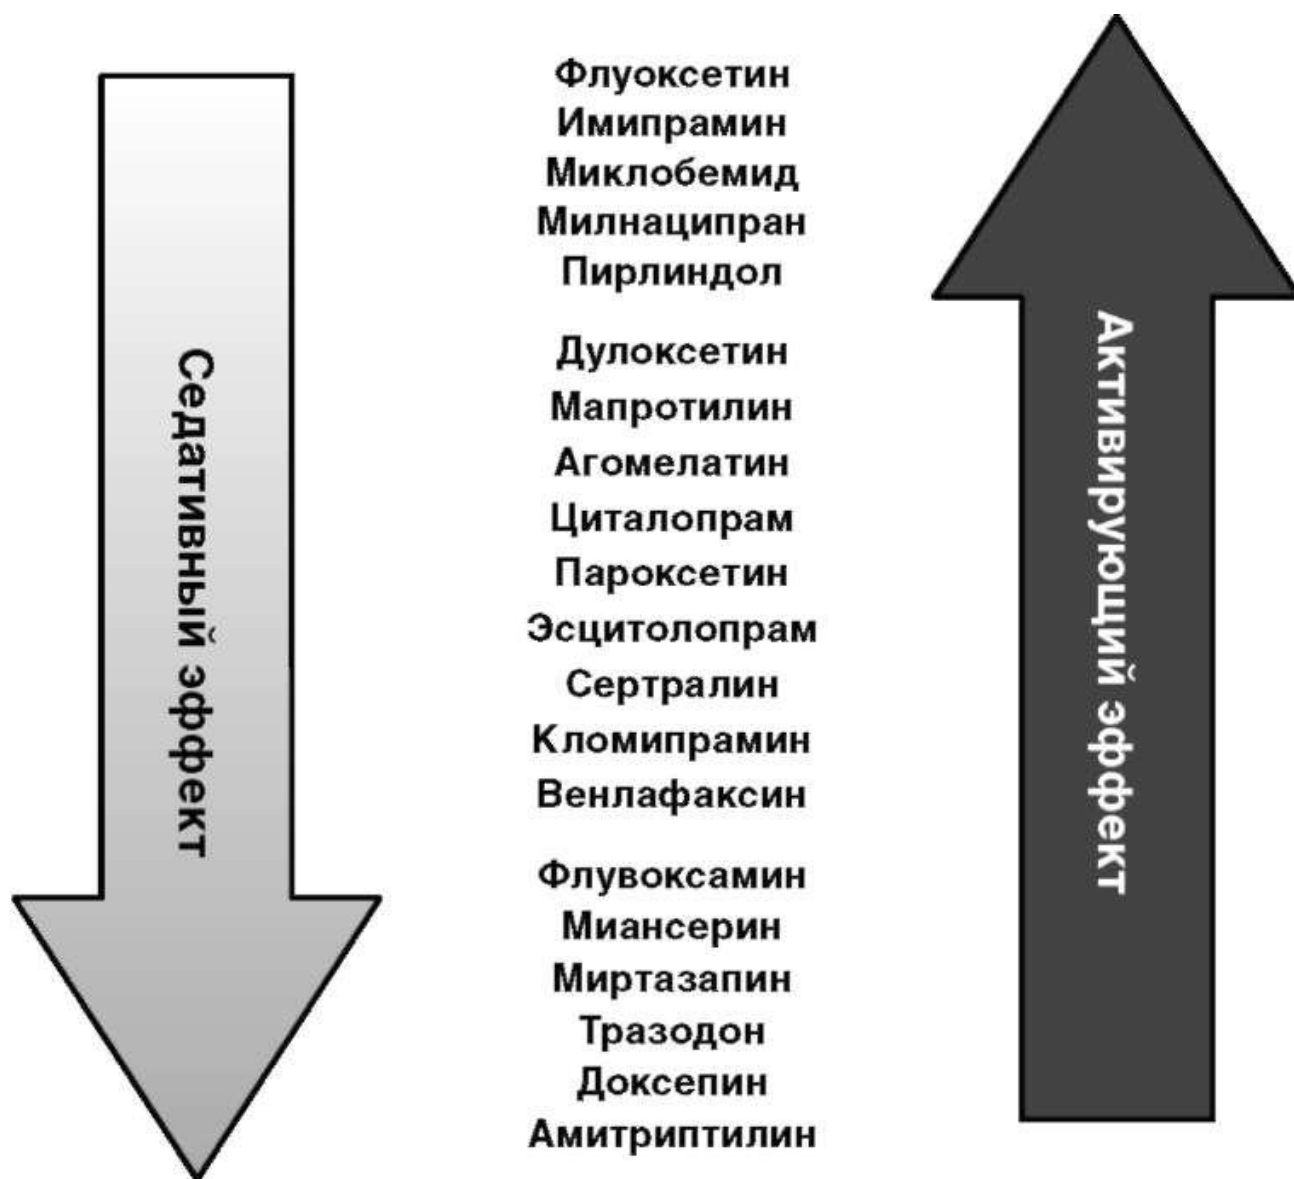 Седативный эффект
Флуоксетин
Имипрамин
Миклобемид
Милнаципран
Пирлиндол
Дулоксетин
Мапротилин
Агомелатин
Циталопрам
Пароксетин
Эсцитолопрам
Сертралин
Кломипрамин
Венлафаксин
Флувоксамин
Миансерин
Миртазапин
Тразодон
Доксепин
Амитриптилин
Активирующий эффект